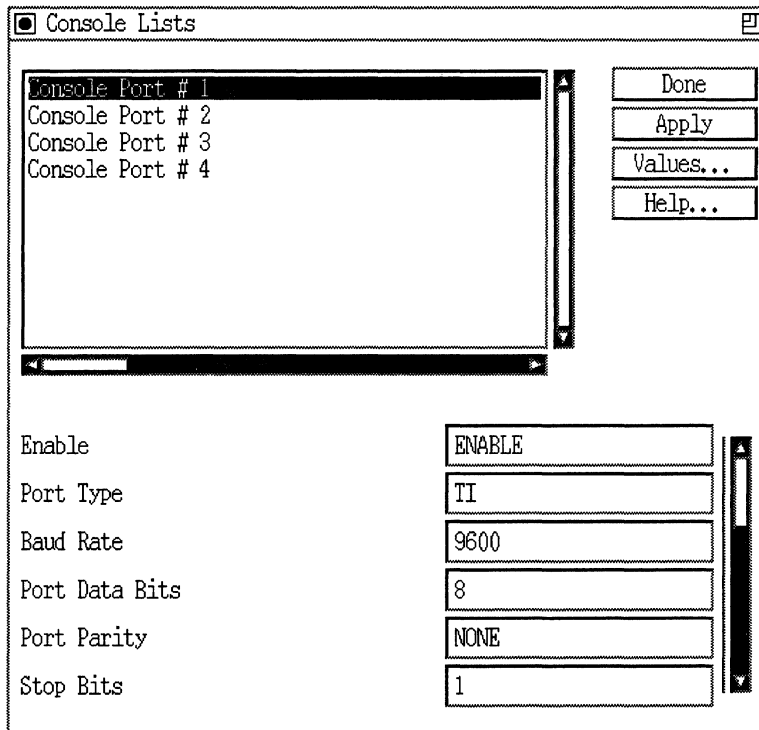 Console Lists
Console Port # 1
Console Port # 2
Console Port # 3
Console Port # 4
Done
Apply
Values...
Help...
Enable ENABLE
Port Type TI
Baud Rate 9600
Port Data Bits 8
Port Parity NONE
Stop Bits 1